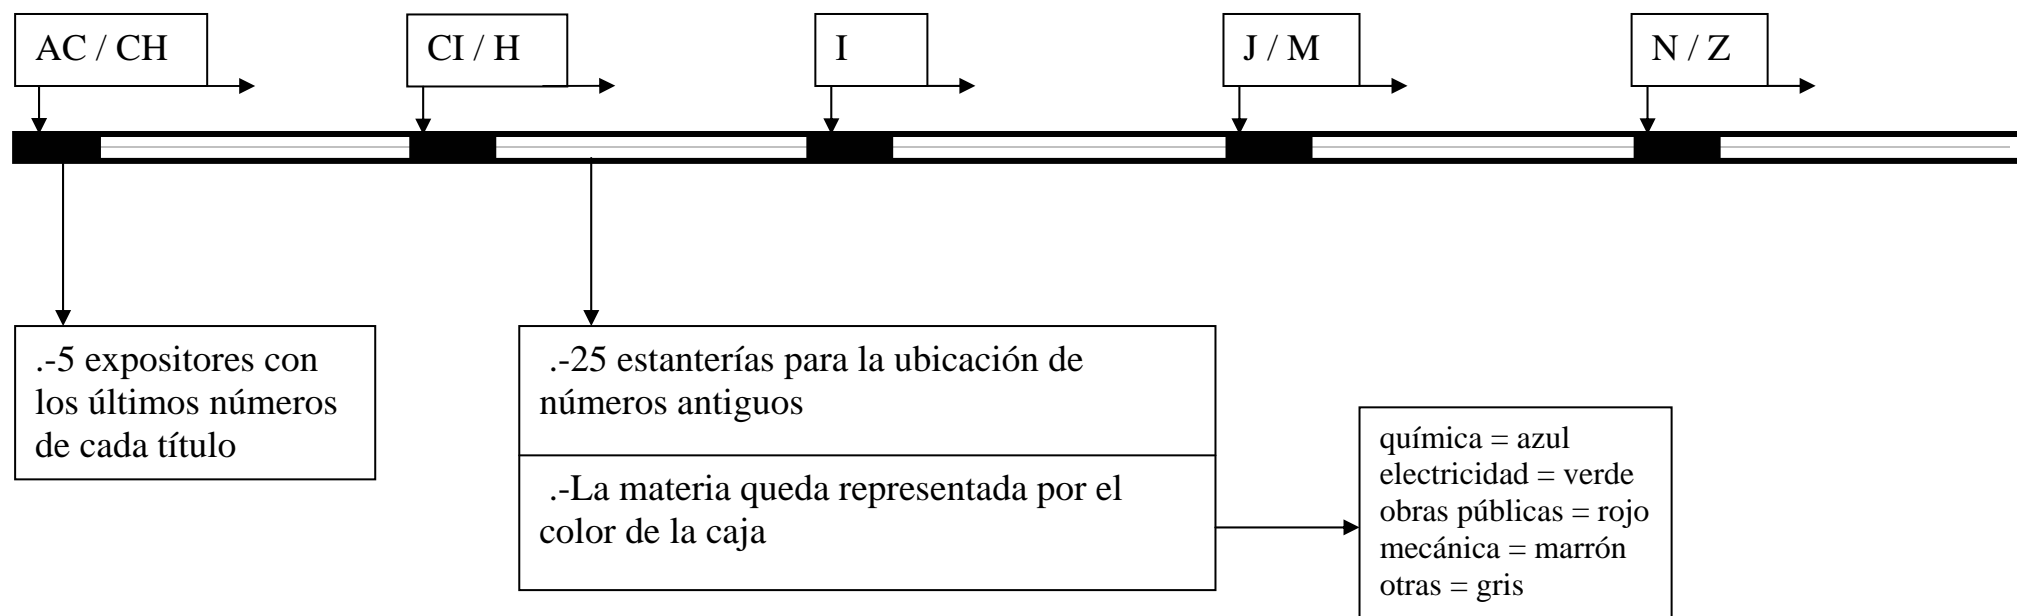 AC / CH
CI / H
I
J / M
N / Z
.-5 expositores con
los últimos números
de cada título
.-25 estanterías para la ubicación de
números antiguos
.-La materia queda representada por el
color de la caja
química = azul
electricidad = verde
obras públicas = rojo
mecánica = marrón
otras = gris